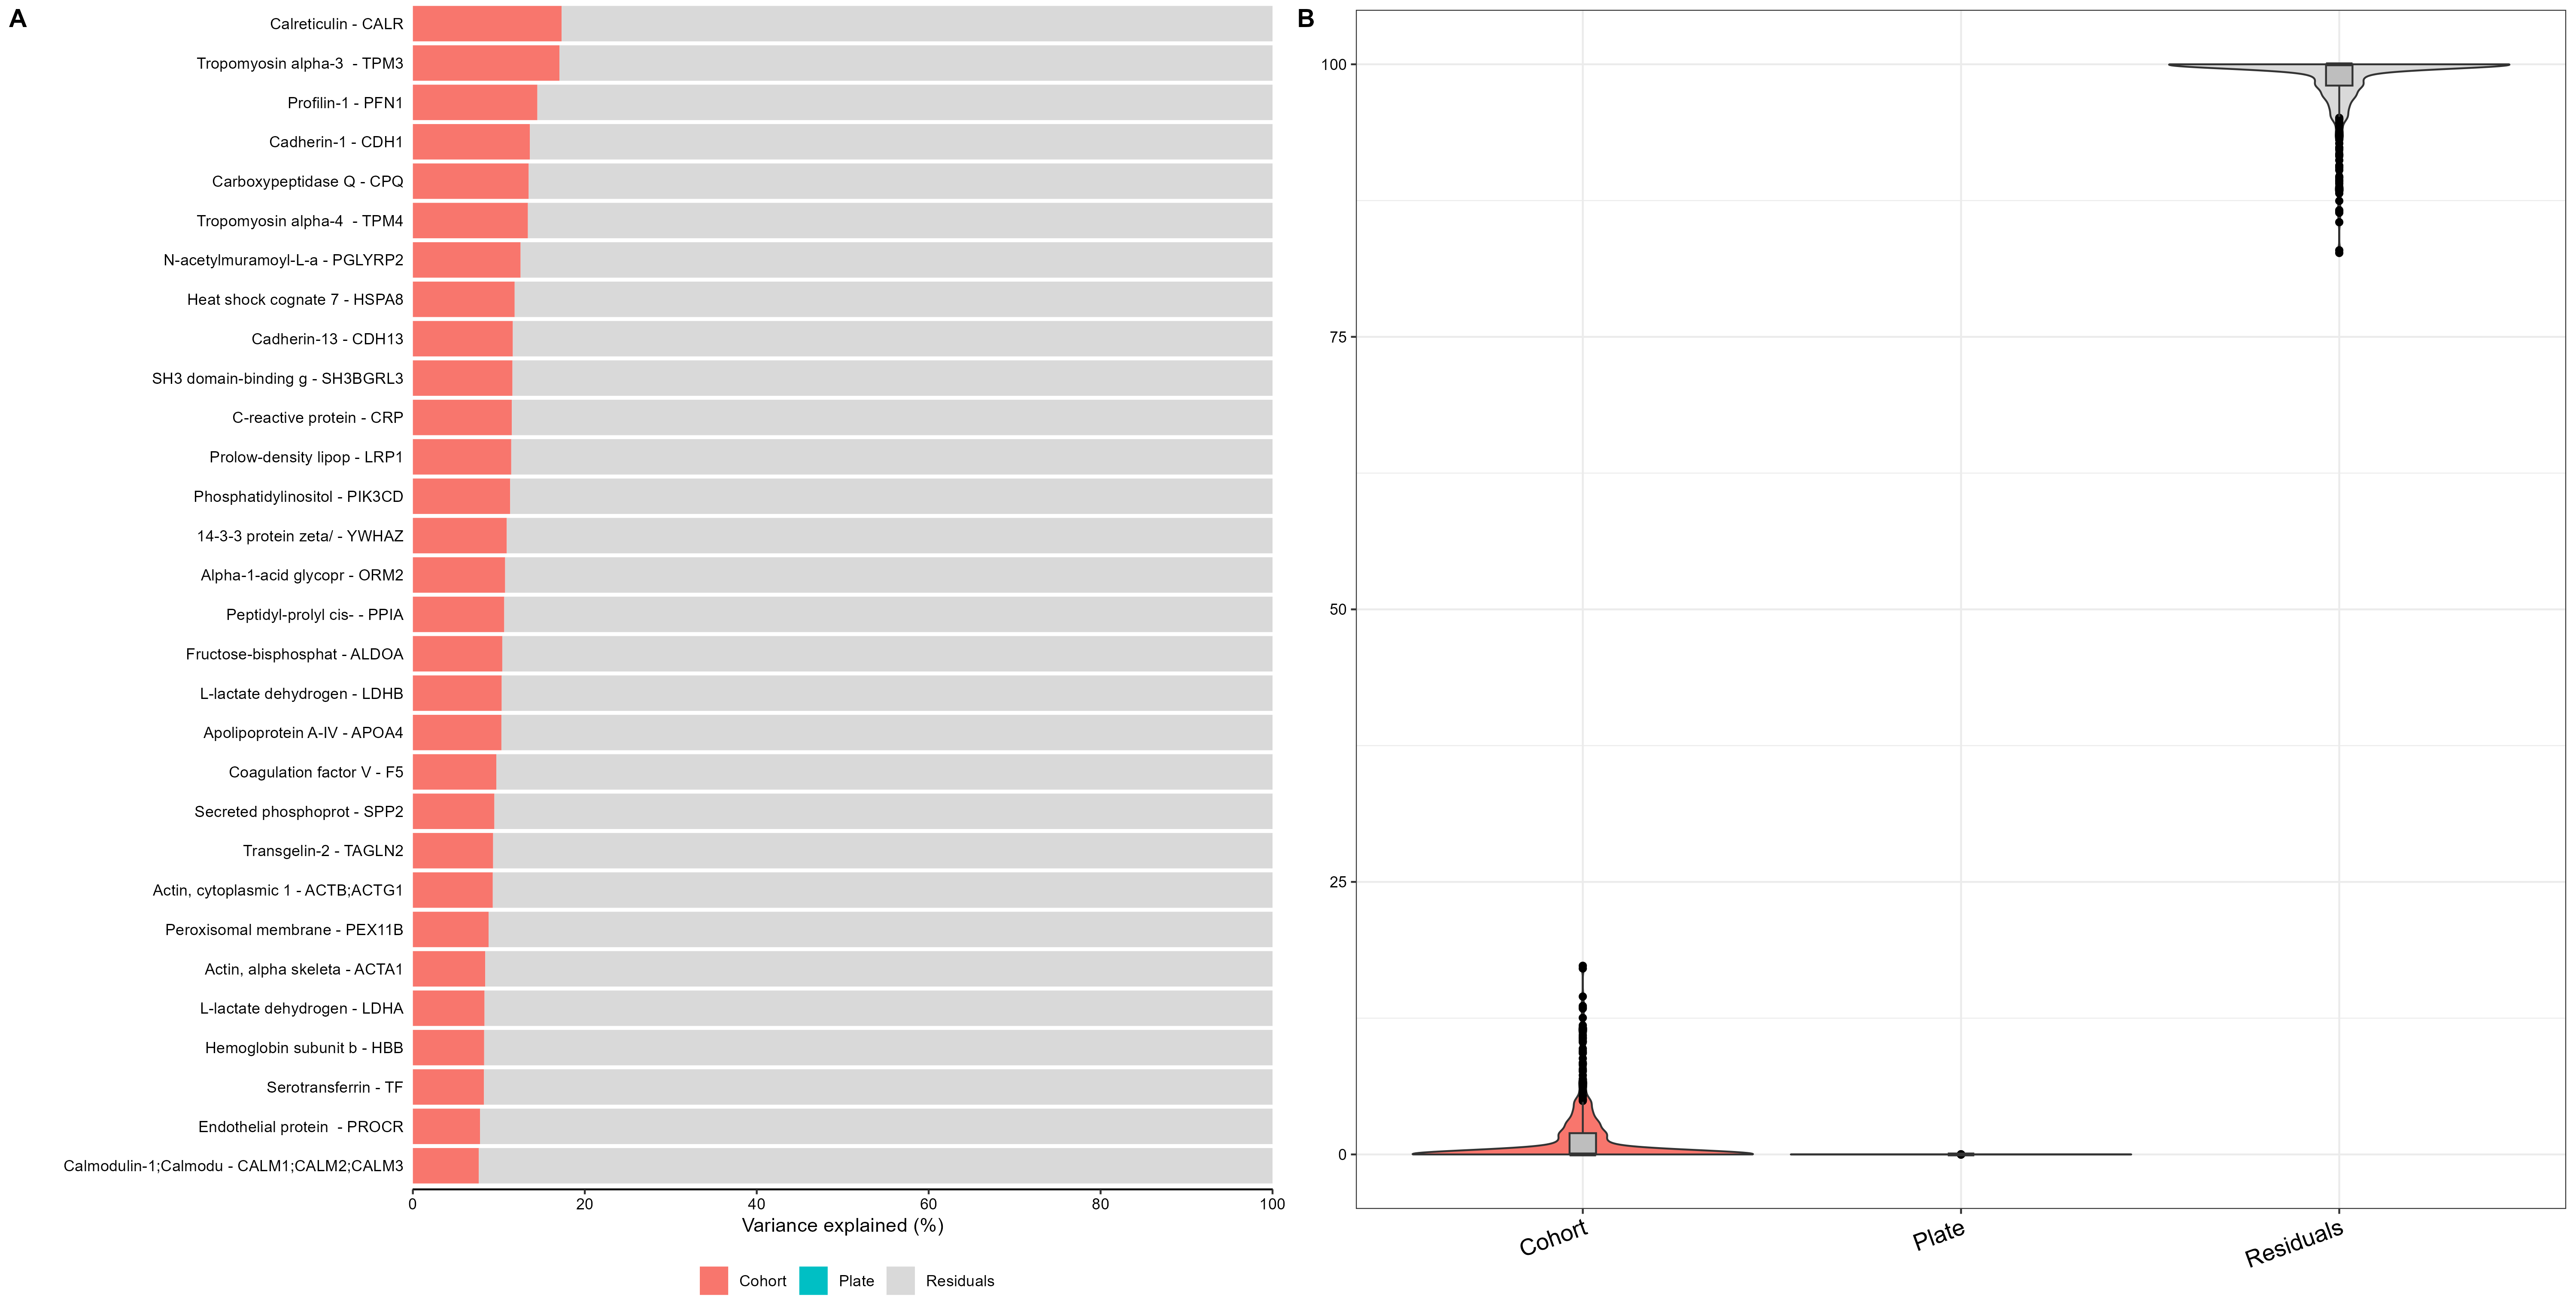 A
Calreticulin - CALR
Tropomyosin alpha-3  - TPM3
Profilin-1 - PFN1
Cadherin-1 - CDH1
Carboxypeptidase Q - CPQ
Tropomyosin alpha-4  - TPM4
N-acetylmuramoyl-L-a - PGLYRP2
Heat shock cognate 7 - HSPA8
Cadherin-13 - CDH13
SH3 domain-binding g - SH3BGRL3
C-reactive protein - CRP
Prolow-density lipop - LRP1
Phosphatidylinositol - PIK3CD
14-3-3 protein zeta/ - YWHAZ
Alpha-1-acid glycopr - ORM2
Peptidyl-prolyl cis- - PPIA
Fructose-bisphosphat - ALDOA
L-lactate dehydrogen - LDHB
Apolipoprotein A-IV - APOA4
Coagulation factor V - F5
Secreted phosphoprot - SPP2
Transgelin-2 - TAGLN2
Actin, cytoplasmic 1 - ACTB;ACTG1
Peroxisomal membrane - PEX11B
Actin, alpha skeleta - ACTA1
L-lactate dehydrogen - LDHA
Hemoglobin subunit b - HBB
Serotransferrin - TF
Endothelial protein  - PROCR
Calmodulin-1;Calmodu - CALM1;CALM2;CALM3
0 20 40 60 80 100
Variance explained (%)
Cohort Plate Residuals
B
100
75
50
25
0
Cohort Plate Residuals